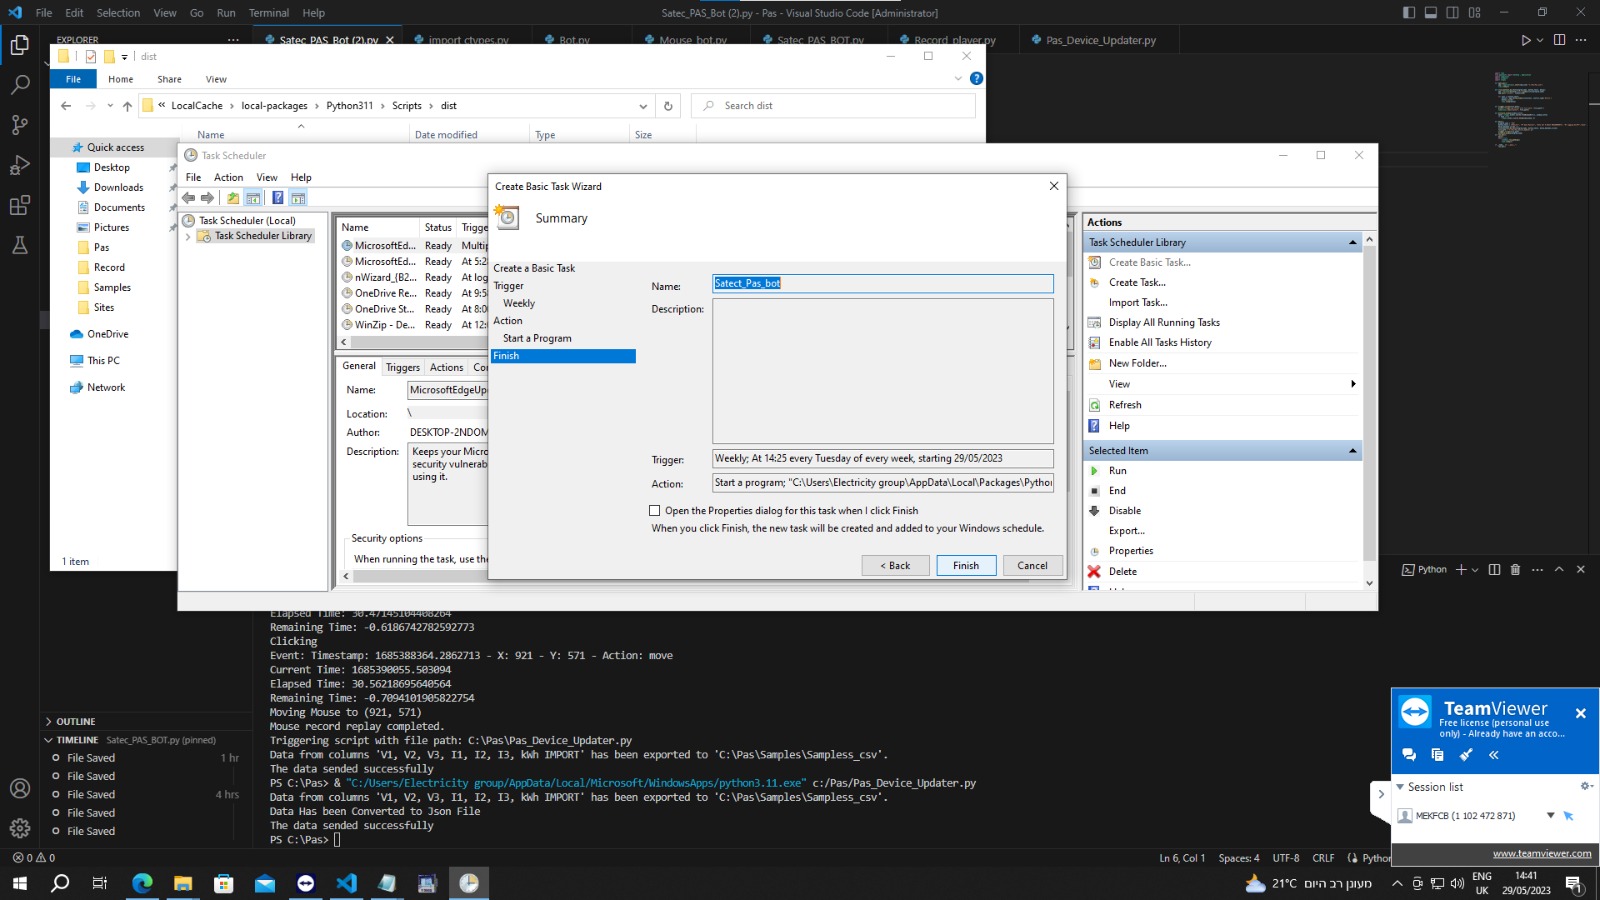 File Edit Selection View Go Run Terminal Help
Satec_PAS_Bot (2).py - Pas - Visual Studio Code [Administrator]
EXPLORER
Satec_PAS_Bot (2).py
import ctypes.py
Bot.py
Mouse_bot.py
Satec_PAS_BOT.py
Record_player.py
Pas_Device_Updater.py
dist
File Home Share View
« LocalCache > local-packages > Python311 > Scripts > dist
Search dist
Name Date modified Type Size
Quick access
Desktop
Downloads
Documents
Pictures
Pas
Record
Samples
Sites
OneDrive
This PC
Network
1 item
Task Scheduler
File Action View Help
Task Scheduler (Local)
Task Scheduler Library
Name Status Trigge
MicrosoftEd... Ready Multip
MicrosoftEd... Ready At 5:28
nWizard_{B2... Ready At log
OneDrive Re... Ready At 9:5
OneDrive St... Ready At 8:0
WinZip - De... Ready At 12:
General Triggers Actions Co
Name: MicrosoftEdgeUp
Location: \
Author: DESKTOP-2NDOM
Description: Keeps your Micro
security vulnerab
using it.
Security options
When running the task, use the
Create Basic Task Wizard
Summary
Create a Basic Task
Trigger
Weekly
Action
Start a Program
Finish
Name: Satect_Pas_bot
Description:
Trigger: Weekly; At 14:25 every Tuesday of every week, starting 29/05/2023
Action: Start a program; "C:\Users\Electricity group\AppData\Local\Packages\Python
Open the Properties dialog for this task when I click Finish
When you click Finish, the new task will be created and added to your Windows schedule.
< Back Finish Cancel
Actions
Task Scheduler Library
Create Basic Task...
Create Task...
Import Task...
Display All Running Tasks
Enable All Tasks History
New Folder...
View
Refresh
Help
Selected Item
Run
End
Disable
Export...
Properties
Delete
Python
Elapsed Time: 30.47145104408264
Remaining Time: -0.6186742782592773
Clicking
Event: Timestamp: 1685388364.2862713 - X: 921 - Y: 571 - Action: move
Current Time: 1685390055.503094
Elapsed Time: 30.56218695640564
Remaining Time: -0.7094101905822754
Moving Mouse to (921, 571)
Mouse record replay completed.
Triggering script with file path: C:\Pas\Pas_Device_Updater.py
Data from columns 'V1, V2, V3, I1, I2, I3, kWh IMPORT' has been exported to 'C:\Pas\Samples\Sampless_csv'.
The data sended successfully
PS C:\Pas> & "C:/Users/Electricity group/AppData/Local/Microsoft/WindowsApps/python3.11.exe" c:/Pas/Pas_Device_Updater.py
Data from columns 'V1, V2, V3, I1, I2, I3, kWh IMPORT' has been exported to 'C:\Pas\Samples\Sampless_csv'.
Data Has been Converted to Json File
The data sended successfully
PS C:\Pas>
OUTLINE
TIMELINE Satec_PAS_BOT.py (pinned)
File Saved 1 hr
File Saved
File Saved 4 hrs
File Saved
File Saved
TeamViewer
Free license (personal use
only) - Already have an acco...
Session list
MEKFCB (1 102 472 871)
www.teamviewer.com
0 0
Ln 6, Col 1 Spaces: 4 UTF-8 CRLF Python
21°C מעונן רב היום
ENG
UK
14:41
29/05/2023
1